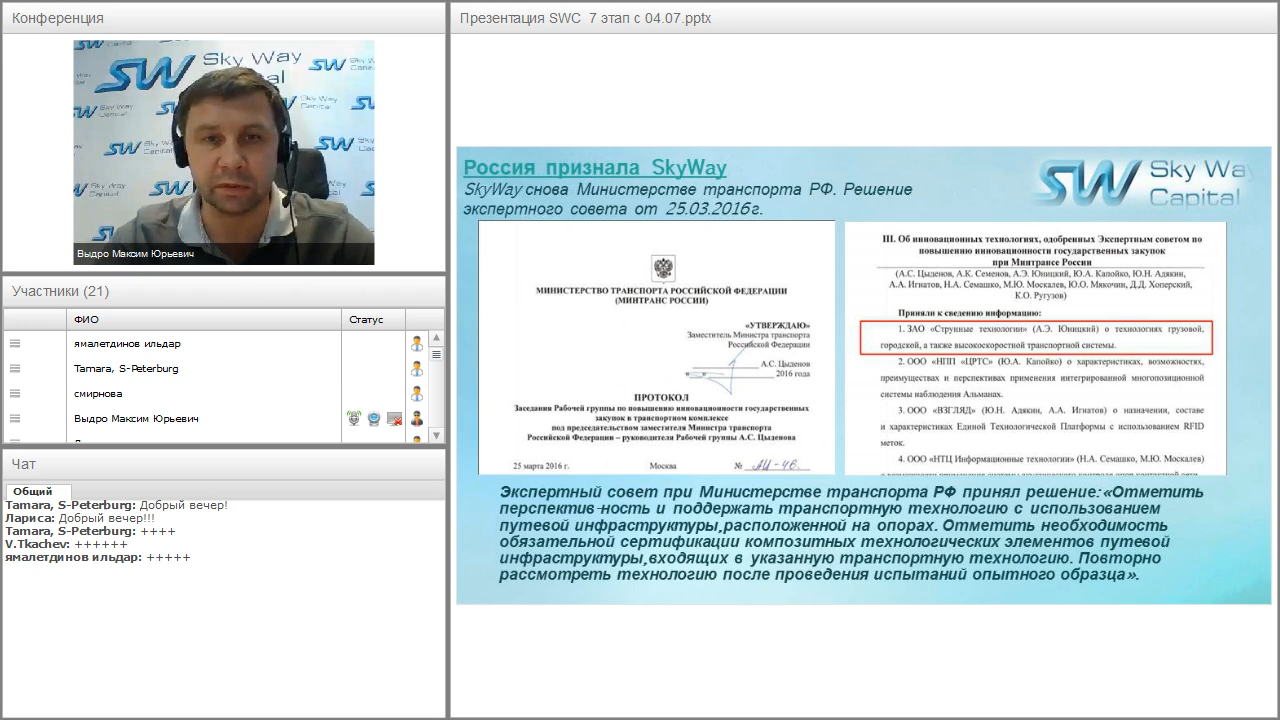 Конференция
Sky Way
Capital
SW
Выдро Максим Юрьевич
Участники (21)
ФИО
Статус
ямалетдинов ильдар
Tamara, S-Peterburg
смирнова
Выдро Максим Юрьевич
Чат
Общий
Tamara, S-Peterburg: Добрый вечер!
Лариса: Добрый вечер!!!
Tamara, S-Peterburg: ++++
V.Tkachev: ++++++
ямалетдинов ильдар: +++++
Презентация SWC 7 этап с 04.07.pptx
Россия признала SkyWay
SkyWay снова Министерстве транспорта РФ. Решение
экспертного совета от 25.03.2016г.
SW Sky Way
Capital
МИНИСТЕРСТВО ТРАНСПОРТА РОССИЙСКОЙ ФЕДЕРАЦИИ
(МИНТРАНС РОССИИ)
«УТВЕРЖДАЮ»
Заместитель Министра транспорта
Российской Федерации
А.С. Цыденов
2016 года
ПРОТОКОЛ
Заседания Рабочей группы по повышению инновационности государственных
закупок в транспортном комплексе
под председательством заместителя Министра транспорта
Российской Федерации – руководителя Рабочей группы А.С. Цыденова
25 марта 2016 г.
Москва
№ АЦ-46
III. Об инновационных технологиях, одобренных Экспертным советом по
повышению инновационности государственных закупок
при Минтрансе России
(А.С. Цыденов, А.К. Семенов, А.Э. Юницкий, Ю.А. Капойко, Ю.Н. Адякин,
А.А. Игнатов, Н.А. Семашко, М.Ю. Москалев, Ю.О. Мякочин, Д.Д. Хоперский,
К.О. Ругузов)
Приняли к сведению информацию:
1. ЗАО «Струнные технологии» (А.Э. Юницкий) о технологиях грузовой,
городской, а также высокоскоростной транспортной системы.
2. ООО «НПП «ЦРТС» (Ю.А. Капойко) о характеристиках, возможностях,
преимуществах и перспективах применения интегрированной многопозиционной
системы наблюдения Альманах.
3. ООО «ВЗГЛЯД» (Ю.Н. Адякин, А.А. Игнатов) о назначении, составе
и характеристиках Единой Технологической Платформы с использованием RFID
меток.
4. ООО «НТЦ Информационные технологии» (Н.А. Семашко, М.Ю. Москалев)
Экспертный совет при Министерстве транспорта РФ принял решение:«Отметить
перспектив-ность и поддержать транспортную технологию с использованием
путевой инфраструктуры,расположенной на опорах. Отметить необходимость
обязательной сертификации композитных технологических элементов путевой
инфраструктуры,входящих в указанную транспортную технологию. Повторно
рассмотреть технологию после проведения испытаний опытного образца».